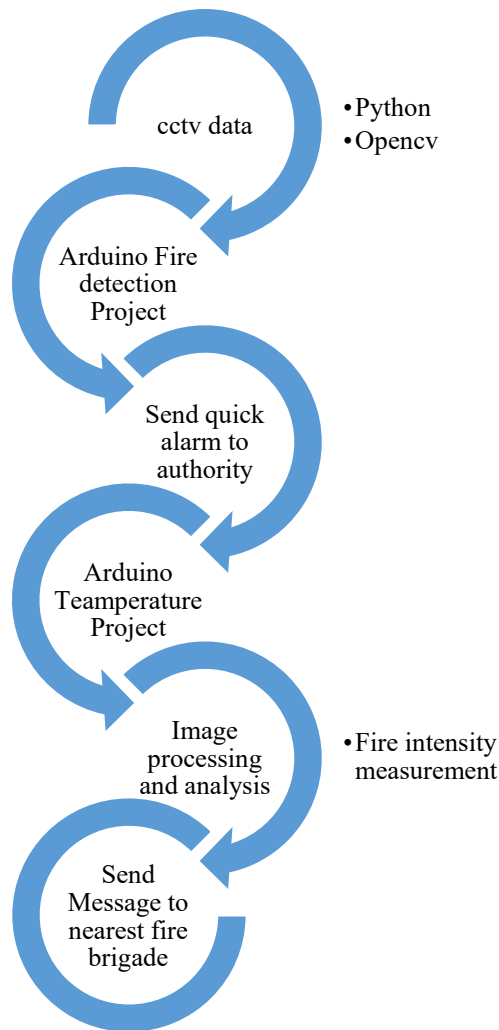 cctv data
•Python
•Opencv
Arduino Fire
detection
Project
Send quick
alarm to
authority
Arduino
Teamperature
Project
Image
processing
and analysis
•Fire intensity
measurement
Send
Message to
nearest fire
brigade